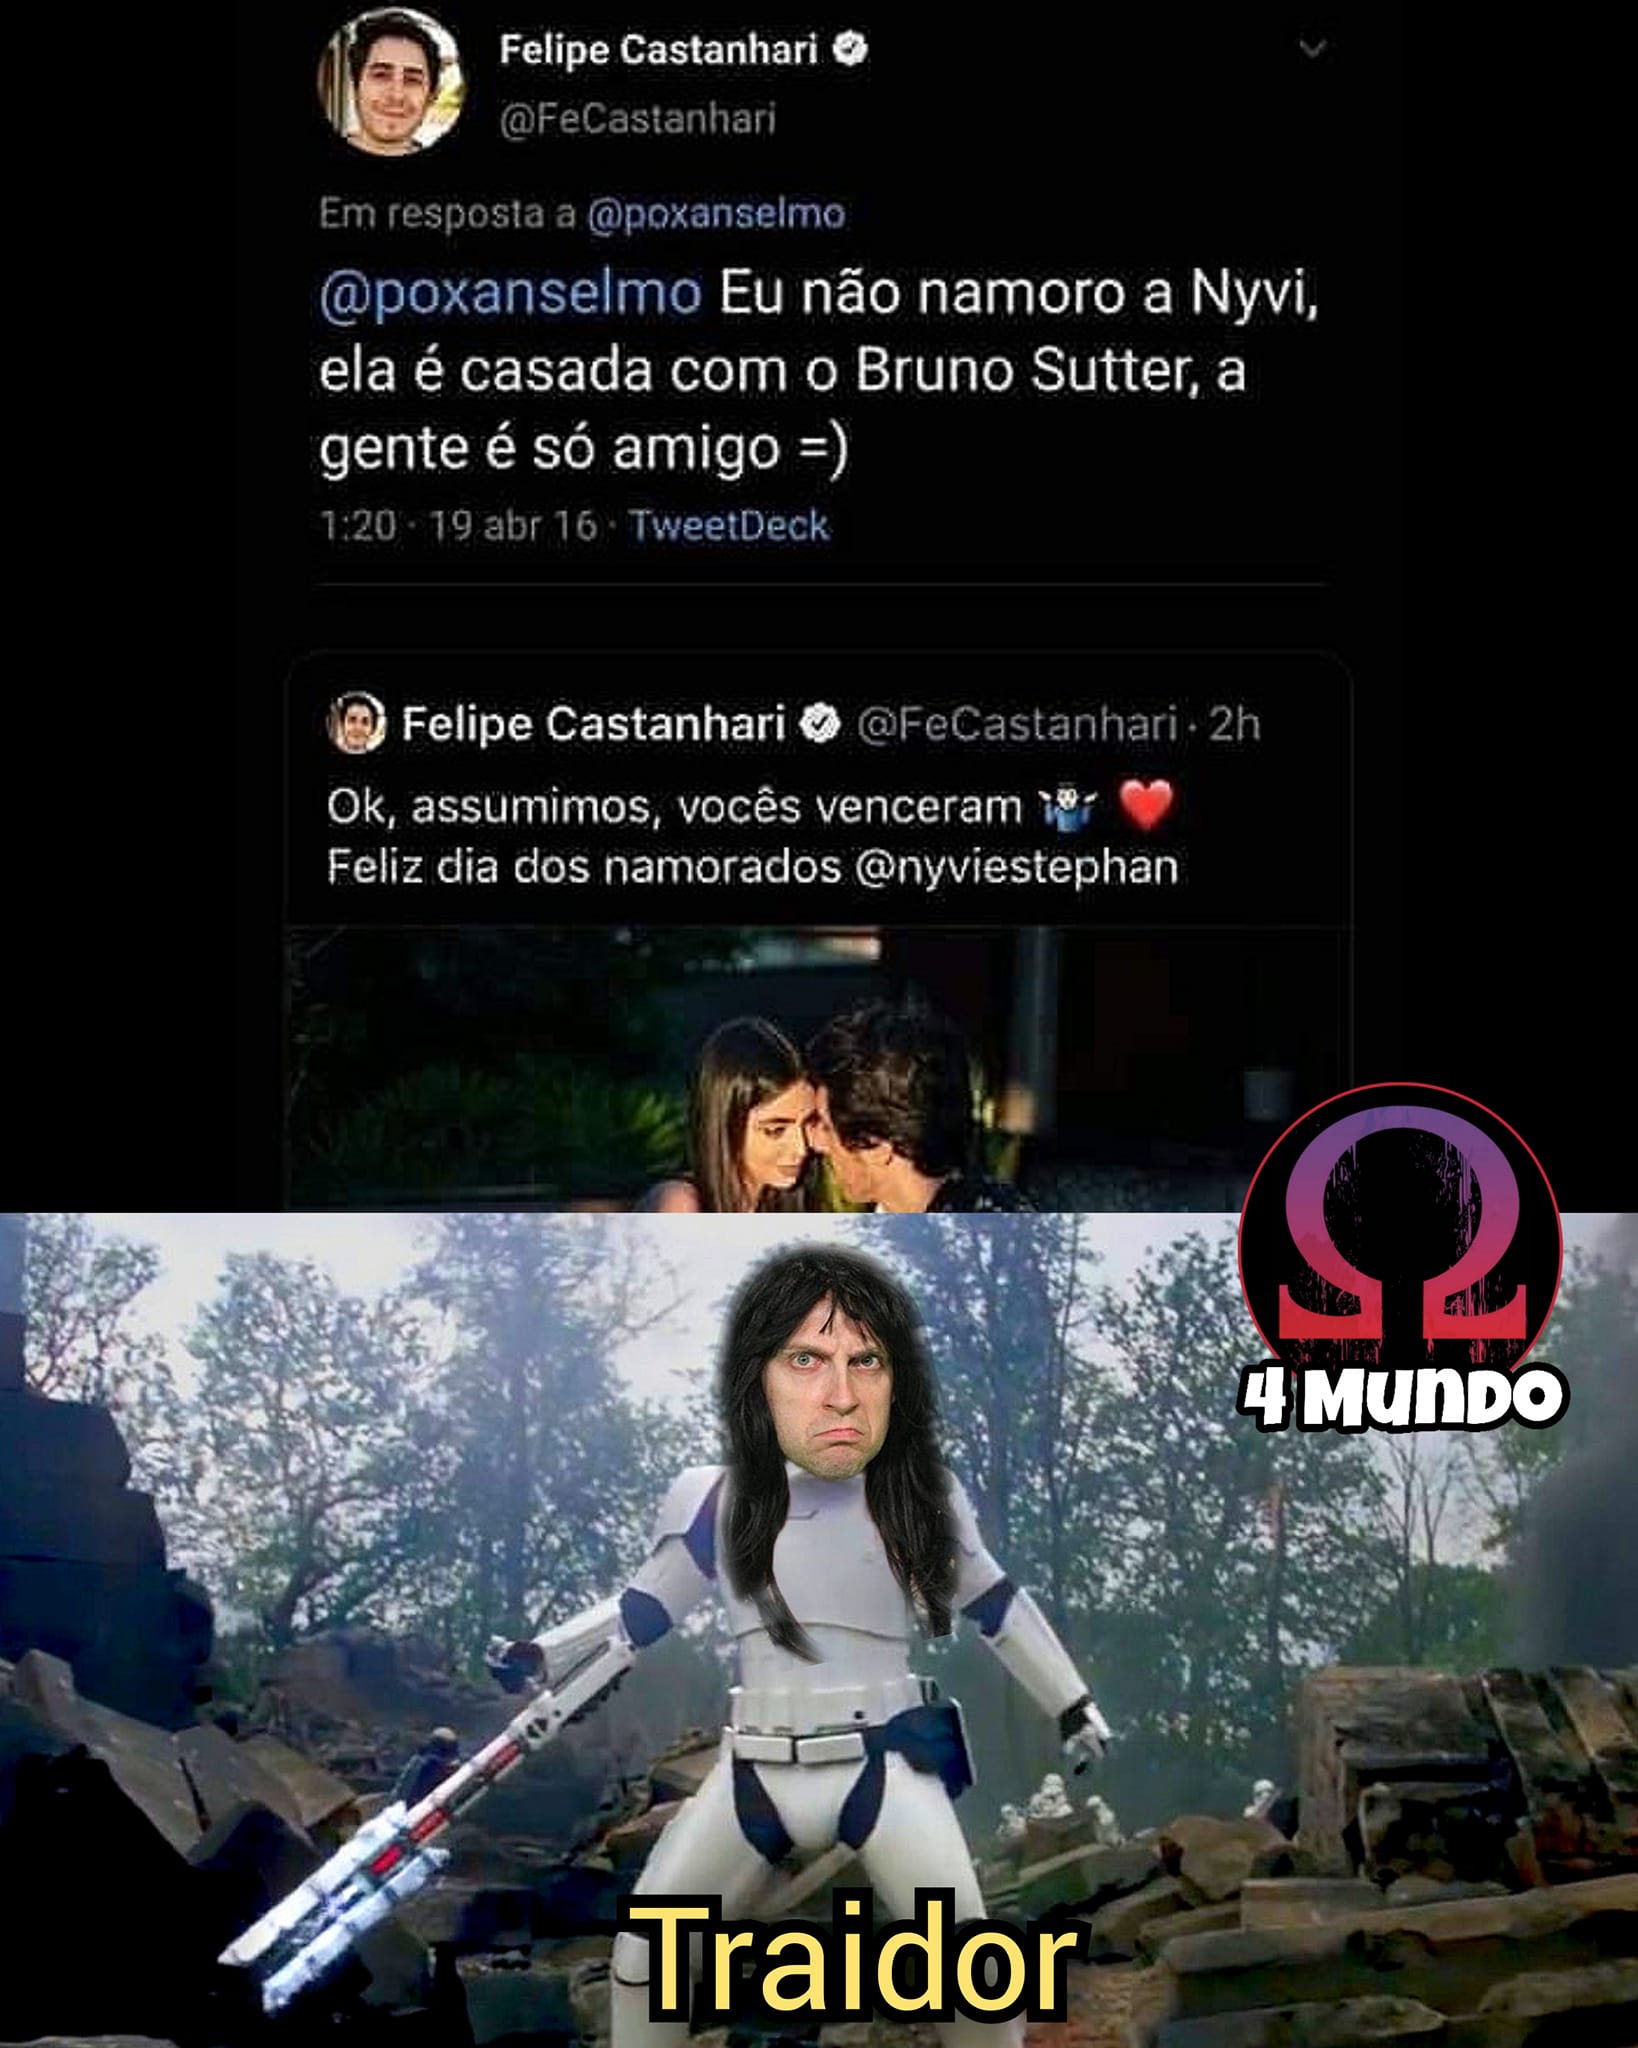 Felipe Castanhari
@FeCastanhari
Em resposta a @poxanselmo
@poxanselmo Eu não namoro a Nyvi,
ela é casada com o Bruno Sutter, a
gente é só amigo =)
1:20 · 19 abr 16 · TweetDeck
Felipe Castanhari @FeCastanhari · 2h
Ok, assumimos, vocês venceram 🤷🏻‍♂️ ❤️
Feliz dia dos namorados @nyviestephan
Ω
4 MUNDO
Traidor